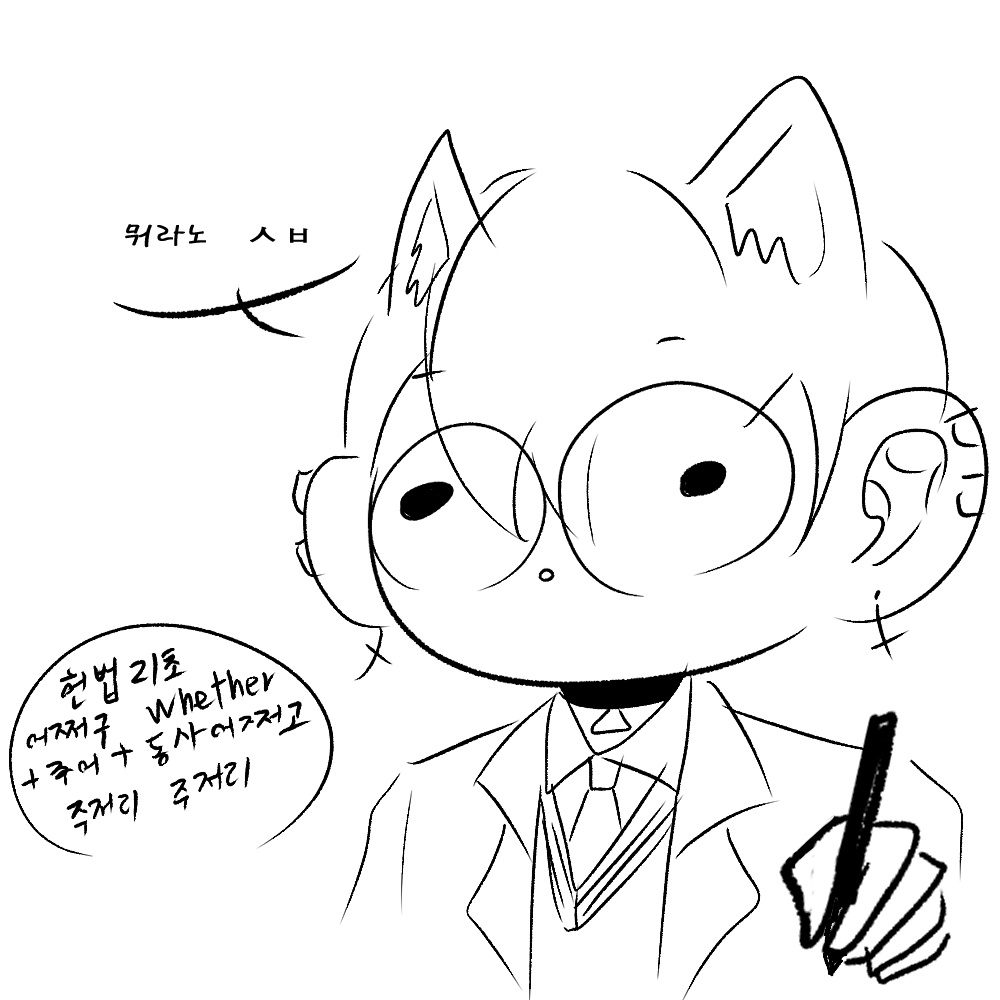 뭐라노 ㅅㅂ
헌법 리초
어쩌구 Whether
+ 주어 + 동사 어쩌고
주저리 주저리